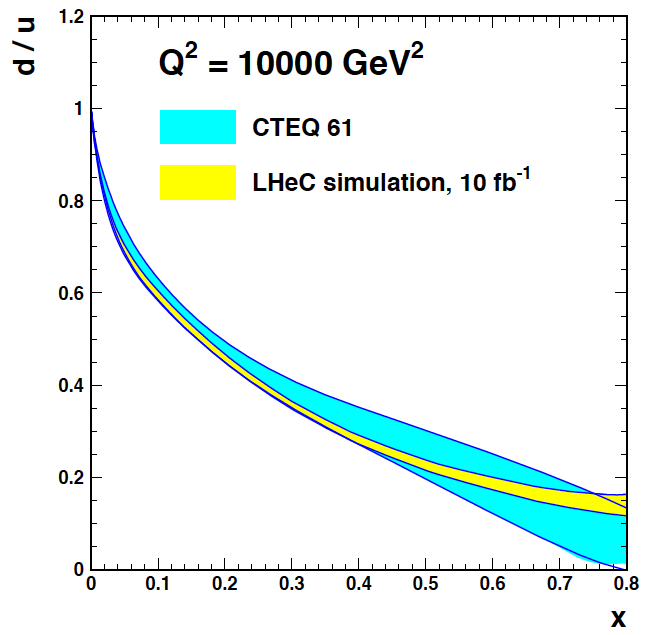 d / u
1.2
1
0.8
0.6
0.4
0.2
0
Q² = 10000 GeV²
CTEQ 61
LHeC simulation, 10 fb⁻¹
0 0.1 0.2 0.3 0.4 0.5 0.6 0.7 0.8
x